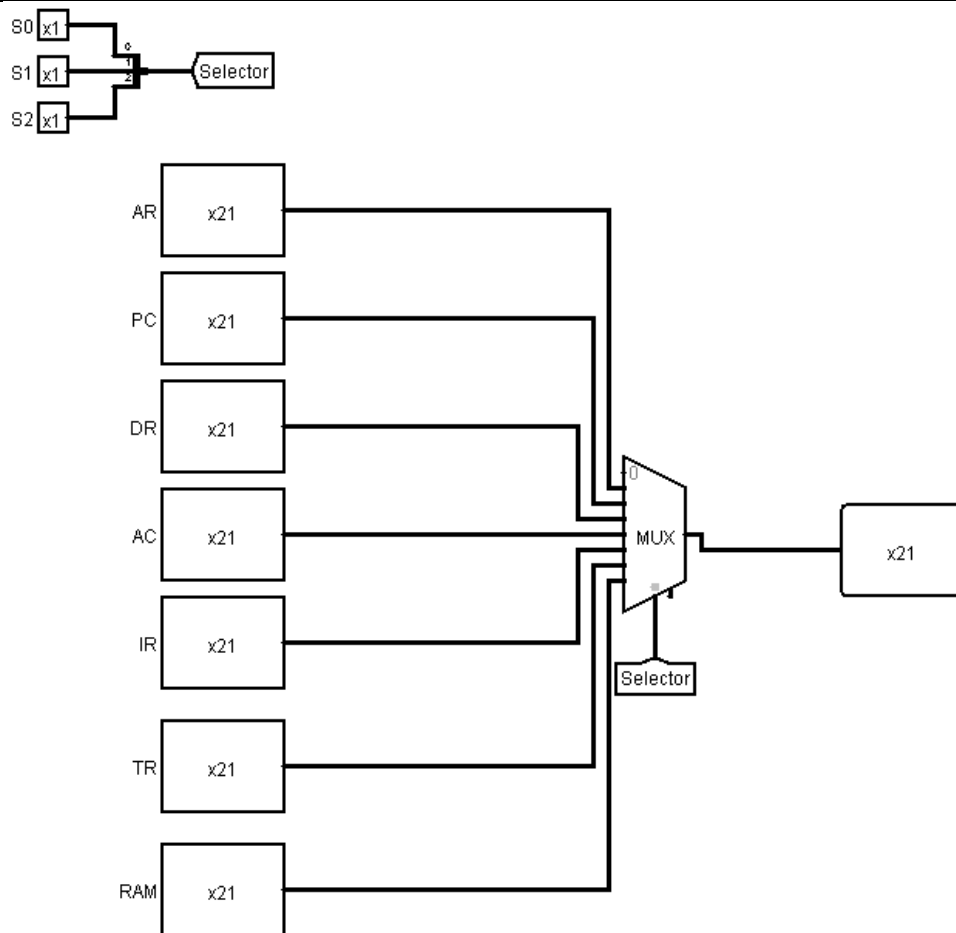 S0 x1
0
S1 x1
1
2
Selector
S2 x1
AR x21
PC x21
DR x21
0
AC x21
MUX
x21
IR x21
Selector
TR x21
RAM x21